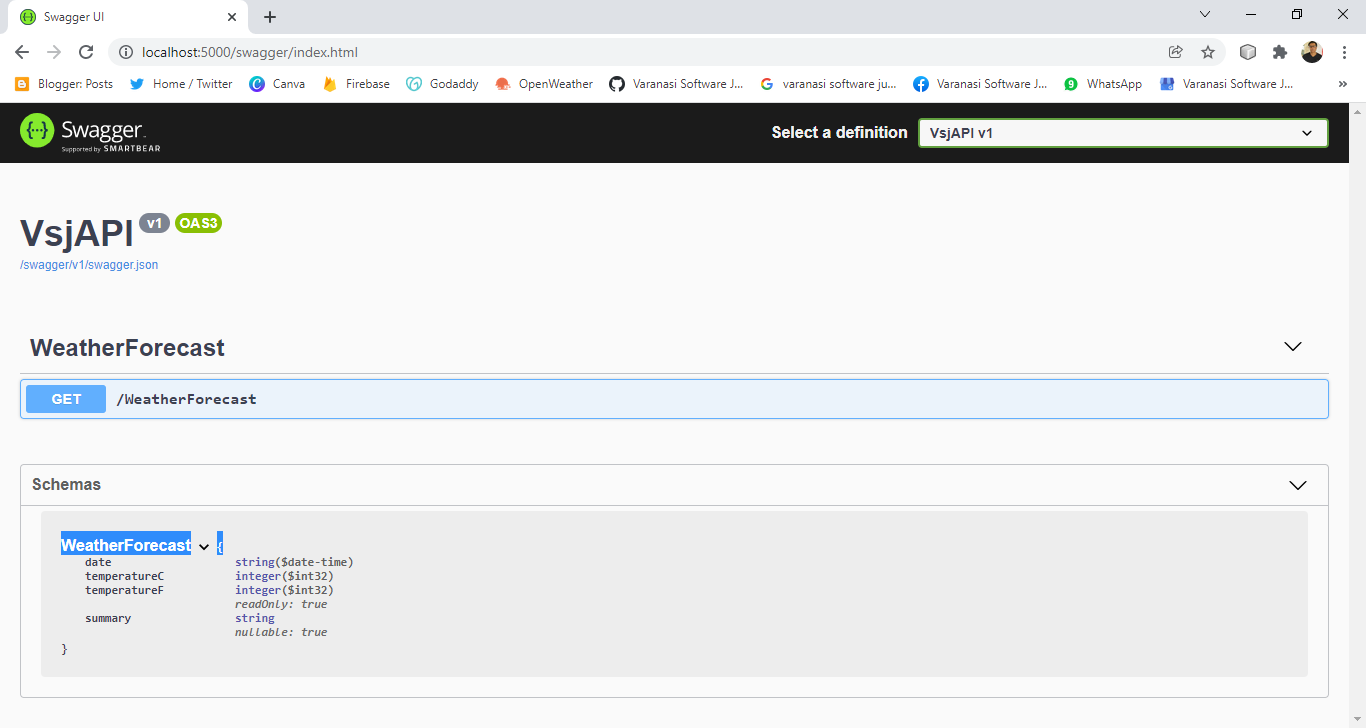 Swagger UI
localhost:5000/swagger/index.html
Blogger: Posts Home / Twitter Canva Firebase Godaddy OpenWeather Varanasi Software J... varanasi software ju... Varanasi Software J... WhatsApp Varanasi Software J... »
{··} Swagger. Select a definition VsjAPI v1
Supported by SMARTBEAR
VsjAPI v1 OAS3
/swagger/v1/swagger.json
WeatherForecast
GET /WeatherForecast
Schemas
WeatherForecast {
date string($date-time)
temperatureC integer($int32)
temperatureF integer($int32)
readOnly: true
summary string
nullable: true
}